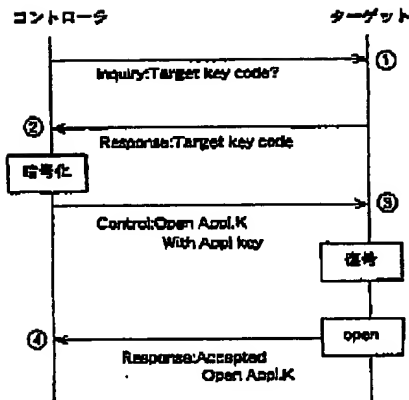 コントローラ ターゲット
①
Inquiry:Target key code?
②
Response:Target key code
暗号化
③
Control:Open Appl.K
With Appl key
復号
④ open
Response:Accepted
Open Appl.K